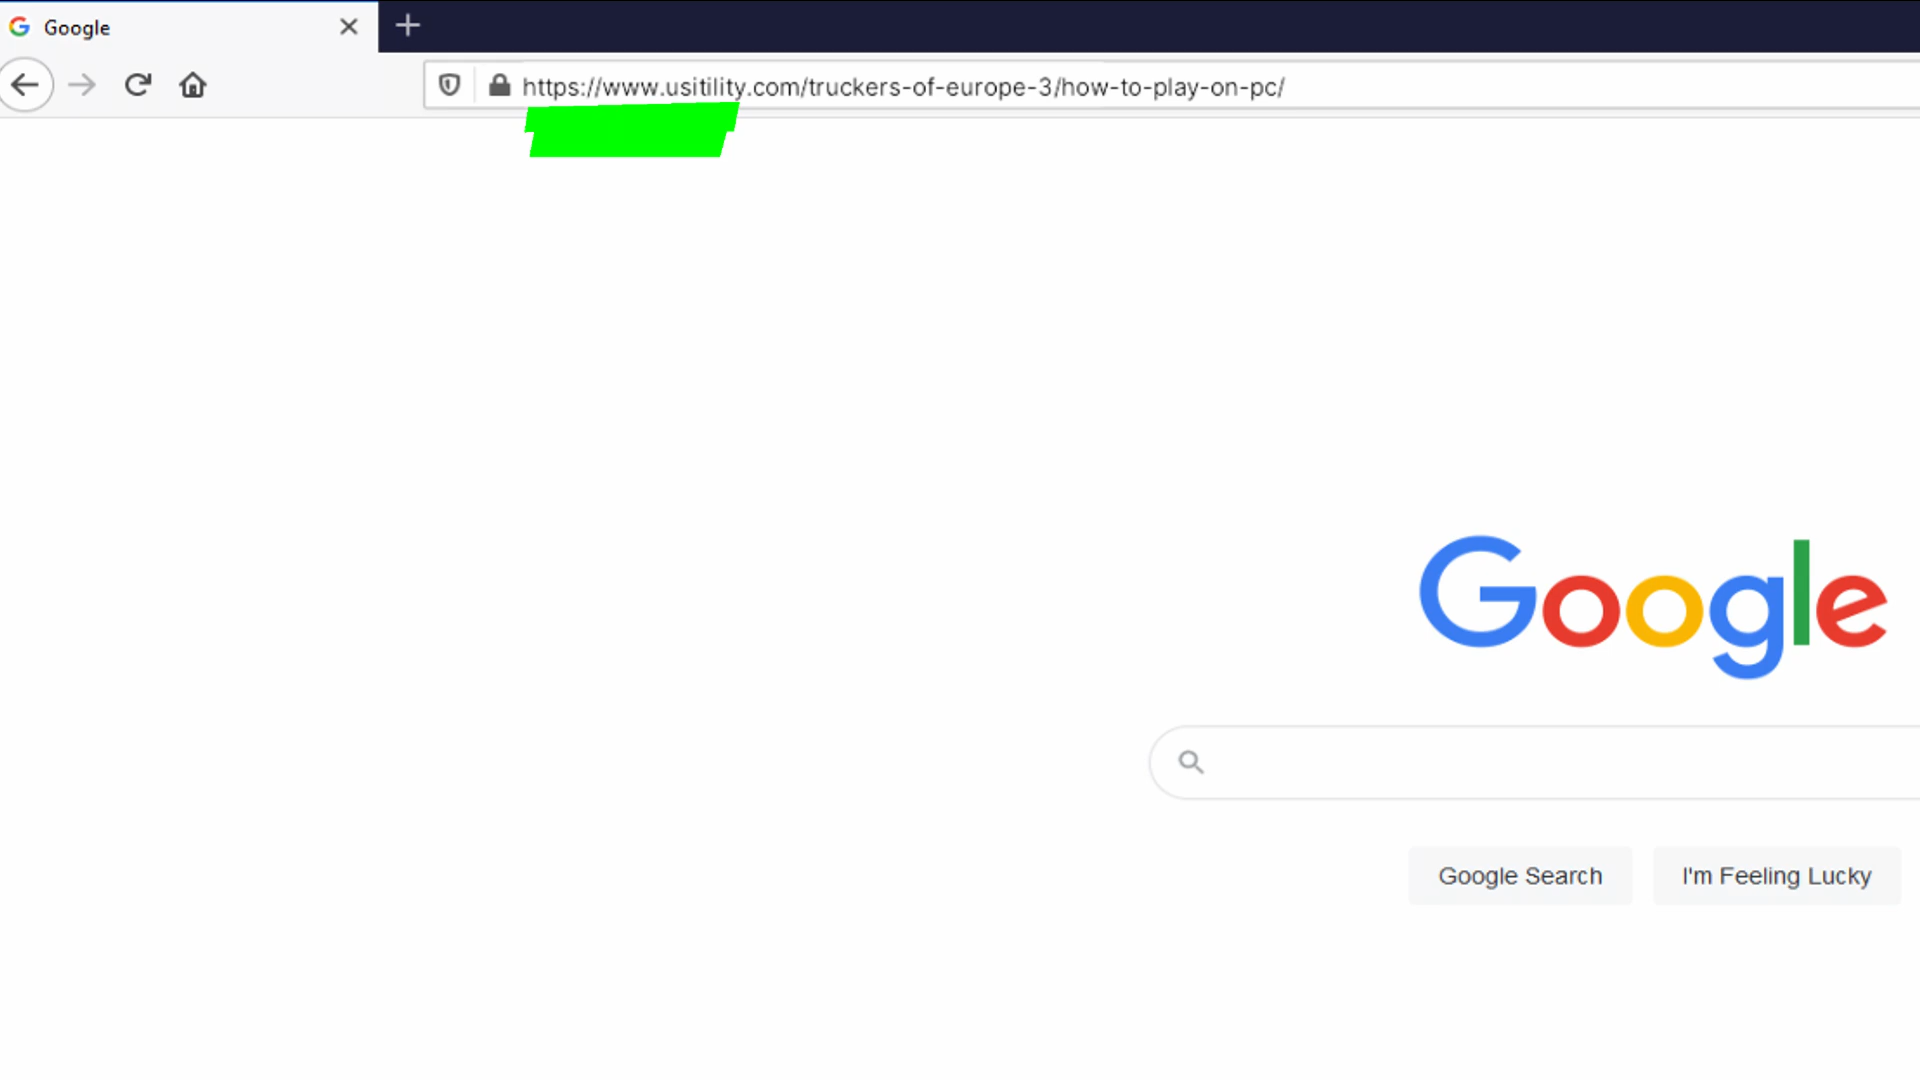 Google
https://www.usitility.com/truckers-of-europe-3/how-to-play-on-pc/
Google
Google Search
I'm Feeling Lucky